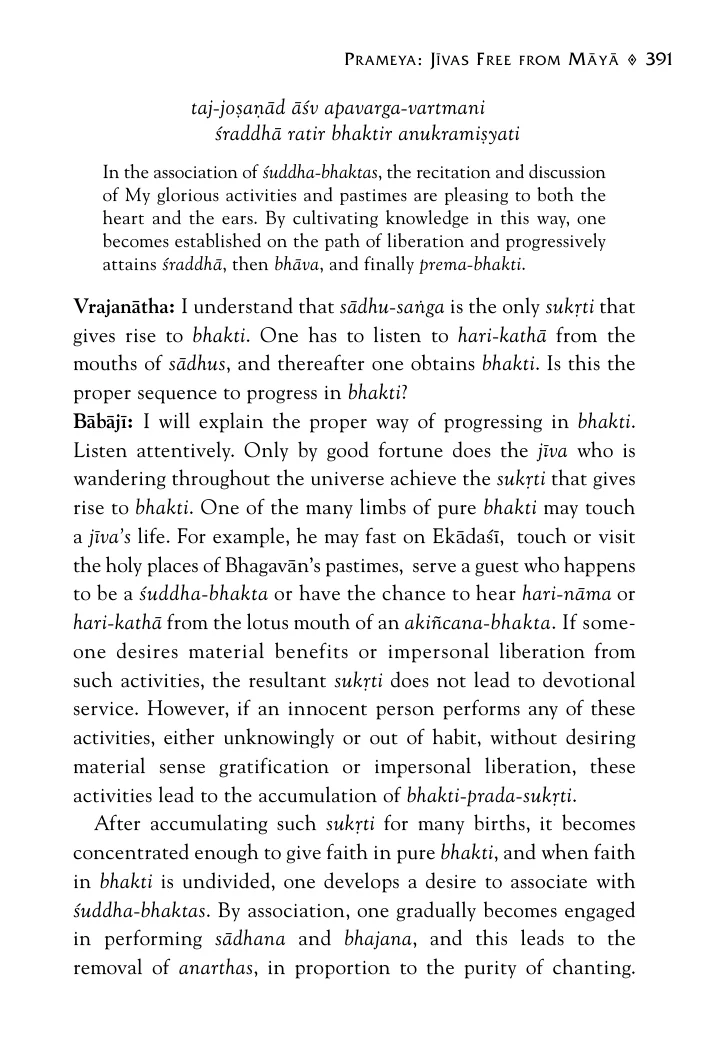 Prameya: Jīvas Free from Māyā ◈ 391
taj-joṣaṇād āśv apavarga-vartmani
śraddhā ratir bhaktir anukramiṣyati
In the association of śuddha-bhaktas, the recitation and discussion
of My glorious activities and pastimes are pleasing to both the
heart and the ears. By cultivating knowledge in this way, one
becomes established on the path of liberation and progressively
attains śraddhā, then bhāva, and finally prema-bhakti.
Vrajanātha: I understand that sādhu-saṅga is the only sukṛti that
gives rise to bhakti. One has to listen to hari-kathā from the
mouths of sādhus, and thereafter one obtains bhakti. Is this the
proper sequence to progress in bhakti?
Bābājī: I will explain the proper way of progressing in bhakti.
Listen attentively. Only by good fortune does the jīva who is
wandering throughout the universe achieve the sukṛti that gives
rise to bhakti. One of the many limbs of pure bhakti may touch
a jīva's life. For example, he may fast on Ekādaśī, touch or visit
the holy places of Bhagavān's pastimes, serve a guest who happens
to be a śuddha-bhakta or have the chance to hear hari-nāma or
hari-kathā from the lotus mouth of an akiñcana-bhakta. If some-
one desires material benefits or impersonal liberation from
such activities, the resultant sukṛti does not lead to devotional
service. However, if an innocent person performs any of these
activities, either unknowingly or out of habit, without desiring
material sense gratification or impersonal liberation, these
activities lead to the accumulation of bhakti-prada-sukṛti.
After accumulating such sukṛti for many births, it becomes
concentrated enough to give faith in pure bhakti, and when faith
in bhakti is undivided, one develops a desire to associate with
śuddha-bhaktas. By association, one gradually becomes engaged
in performing sādhana and bhajana, and this leads to the
removal of anarthas, in proportion to the purity of chanting.